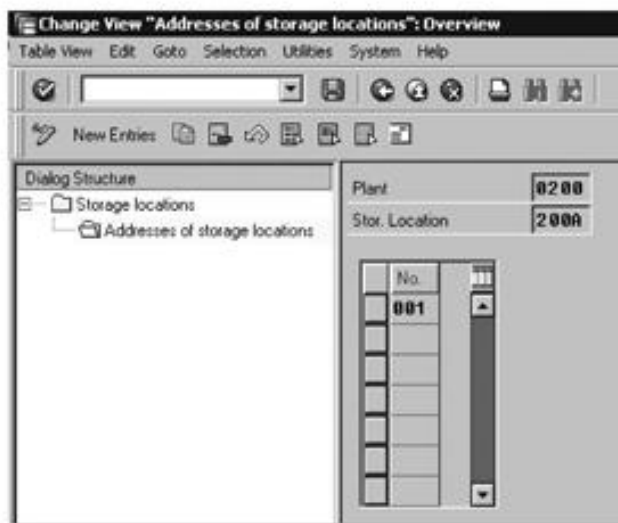 Change View "Addresses of storage locations": Overview
Table View Edit Goto Selection Utilities System Help
New Entries
Dialog Structure
Storage locations
Addresses of storage locations
Plant 0200
Stor. Location 200A
No.
001